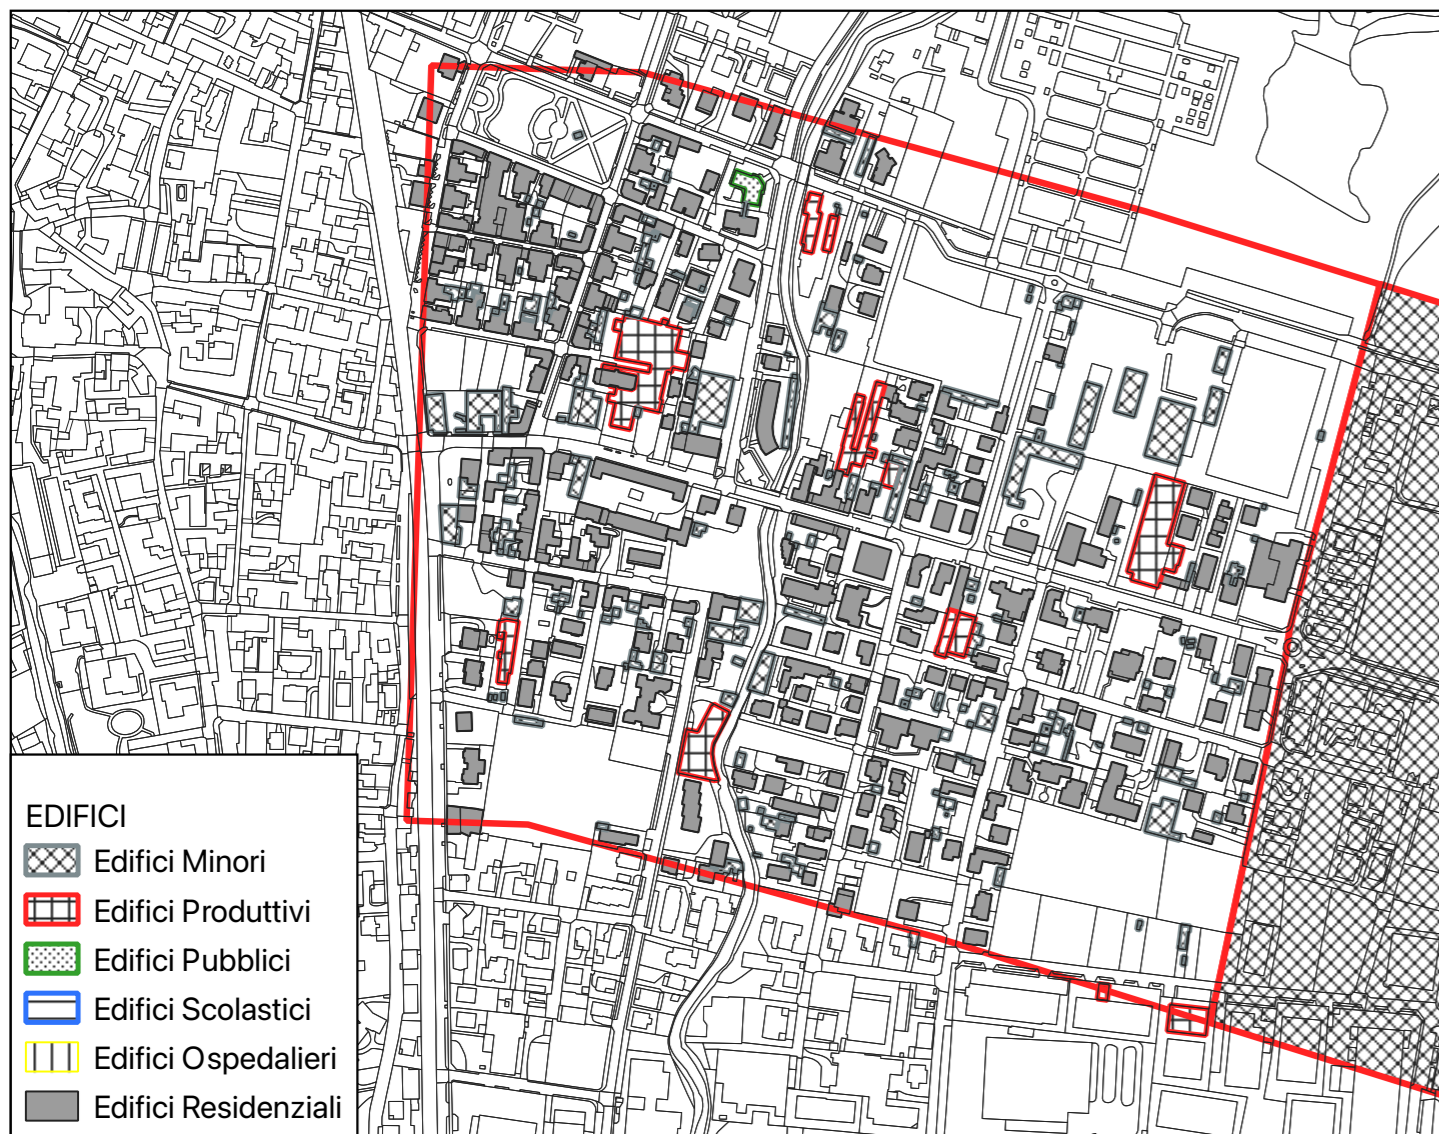 EDIFICI
Edifici Minori
Edifici Produttivi
Edifici Pubblici
Edifici Scolastici
Edifici Ospedalieri
Edifici Residenziali